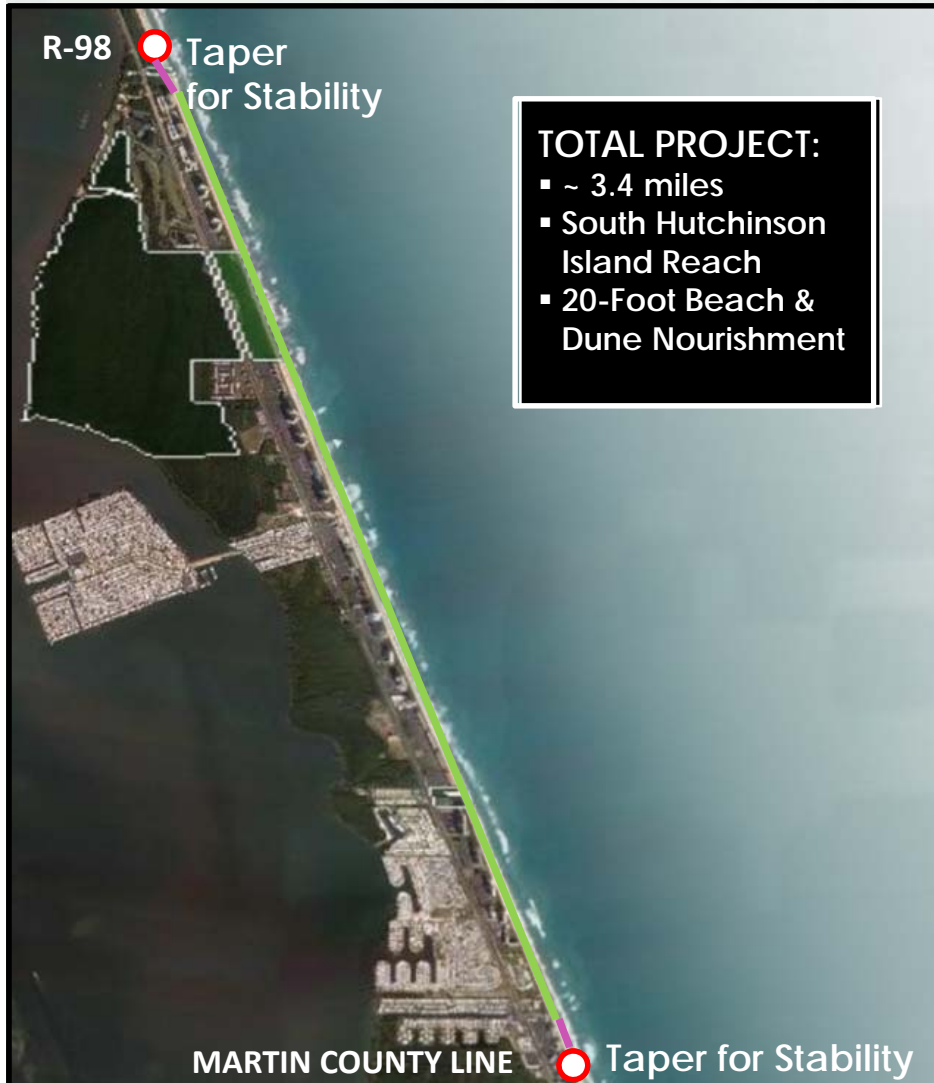 R-98
Taper
for Stability
TOTAL PROJECT:
▪ ~ 3.4 miles
▪ South Hutchinson
Island Reach
▪ 20-Foot Beach &
Dune Nourishment
MARTIN COUNTY LINE
Taper for Stability